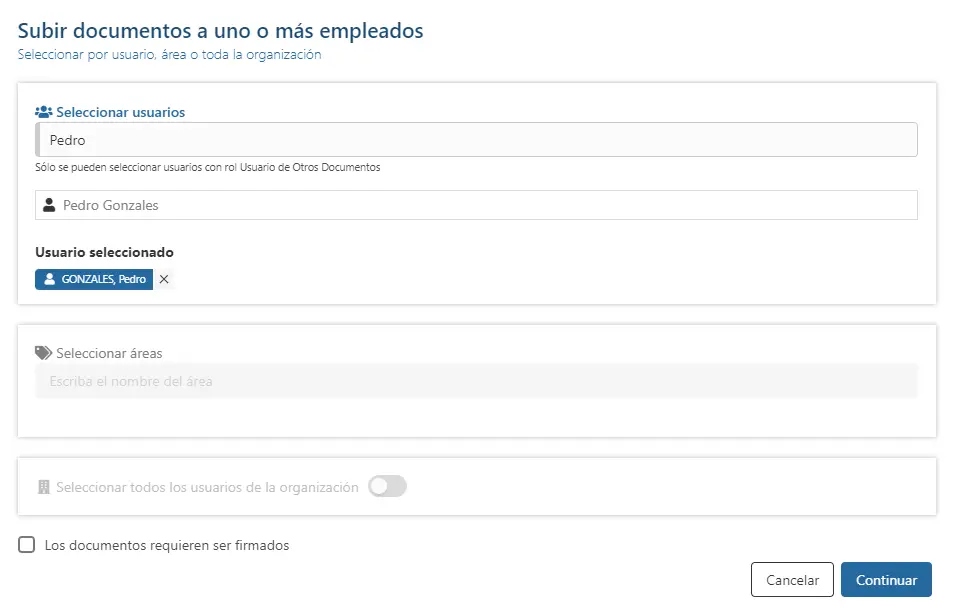 Subir documentos a uno o más empleados
Seleccionar por usuario, área o toda la organización
Seleccionar usuarios
Pedro
Sólo se pueden seleccionar usuarios con rol Usuario de Otros Documentos
Pedro Gonzales
Usuario seleccionado
GONZALES, Pedro ×
Seleccionar áreas
Escriba el nombre del área
Seleccionar todos los usuarios de la organización
Los documentos requieren ser firmados
Cancelar Continuar